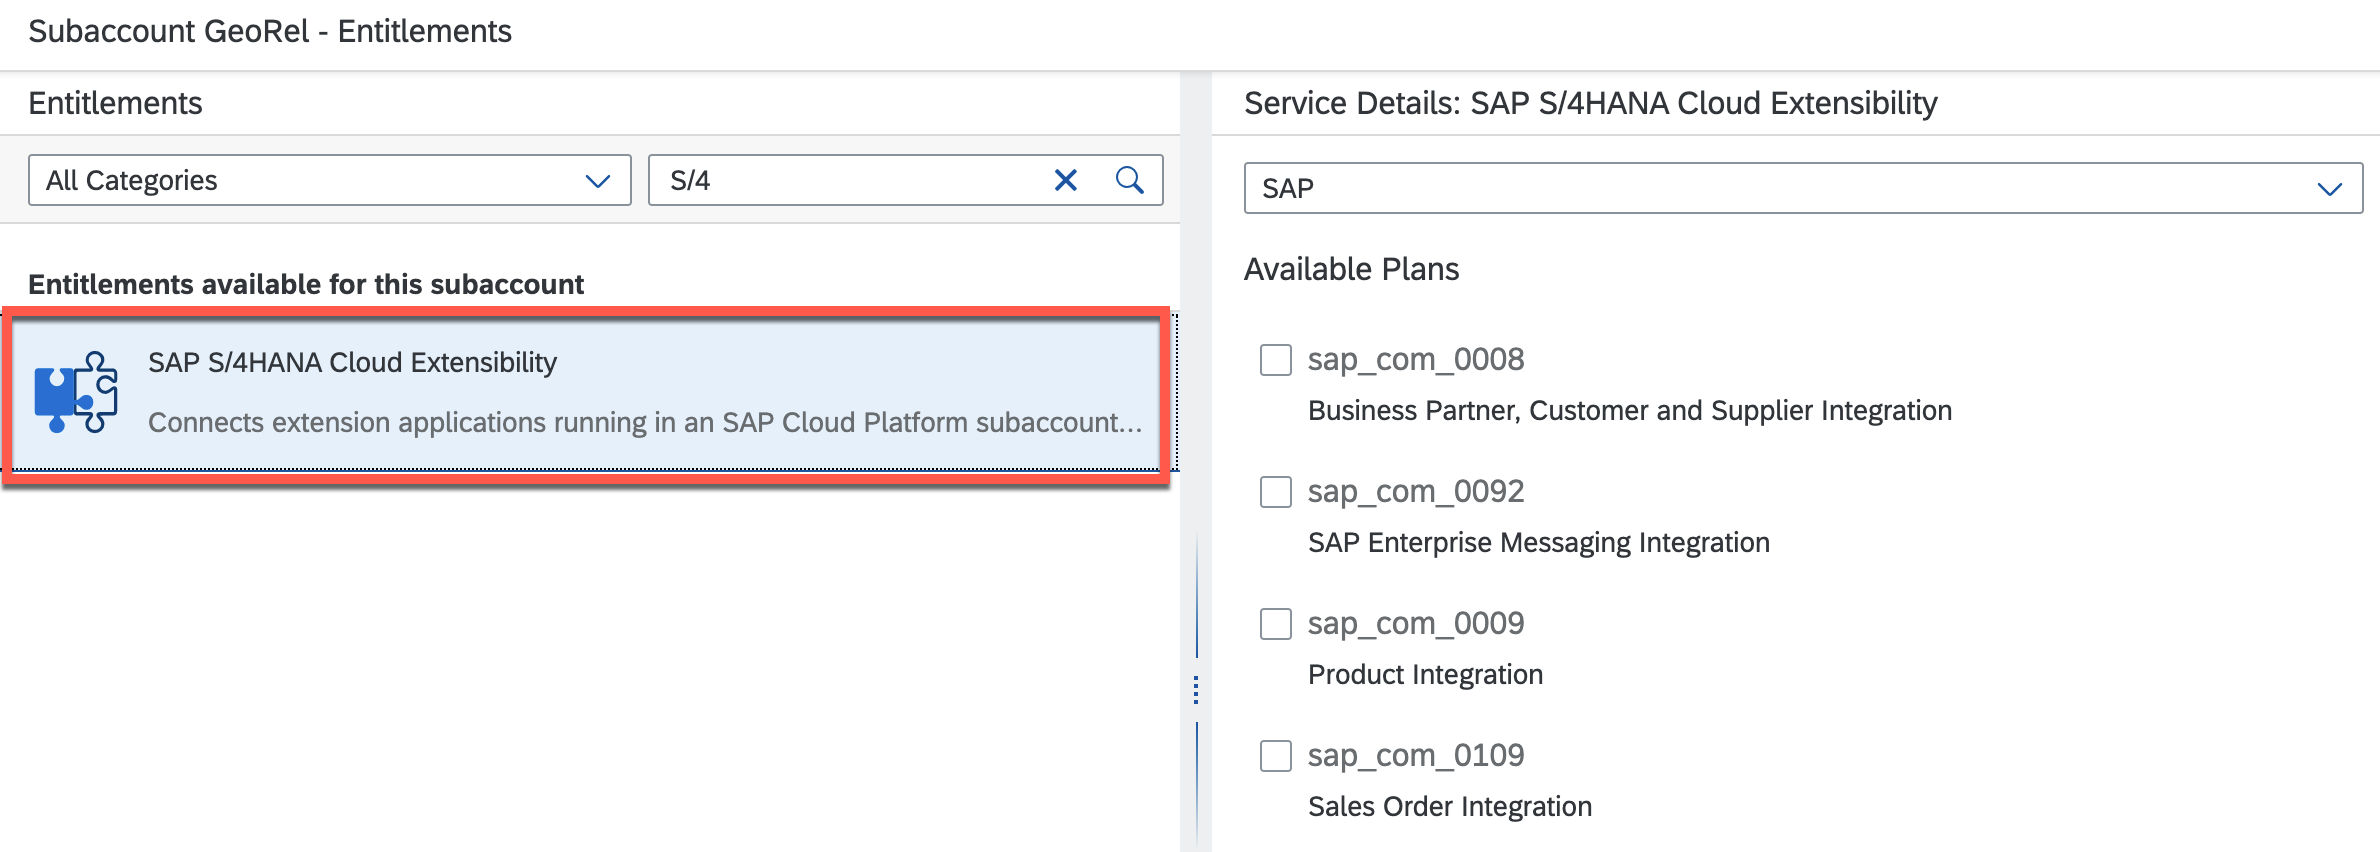 Subaccount GeoRel - Entitlements
Entitlements
All Categories
S/4
Entitlements available for this subaccount
SAP S/4HANA Cloud Extensibility
Connects extension applications running in an SAP Cloud Platform subaccount...
Service Details: SAP S/4HANA Cloud Extensibility
SAP
Available Plans
sap_com_0008
Business Partner, Customer and Supplier Integration
sap_com_0092
SAP Enterprise Messaging Integration
sap_com_0009
Product Integration
sap_com_0109
Sales Order Integration